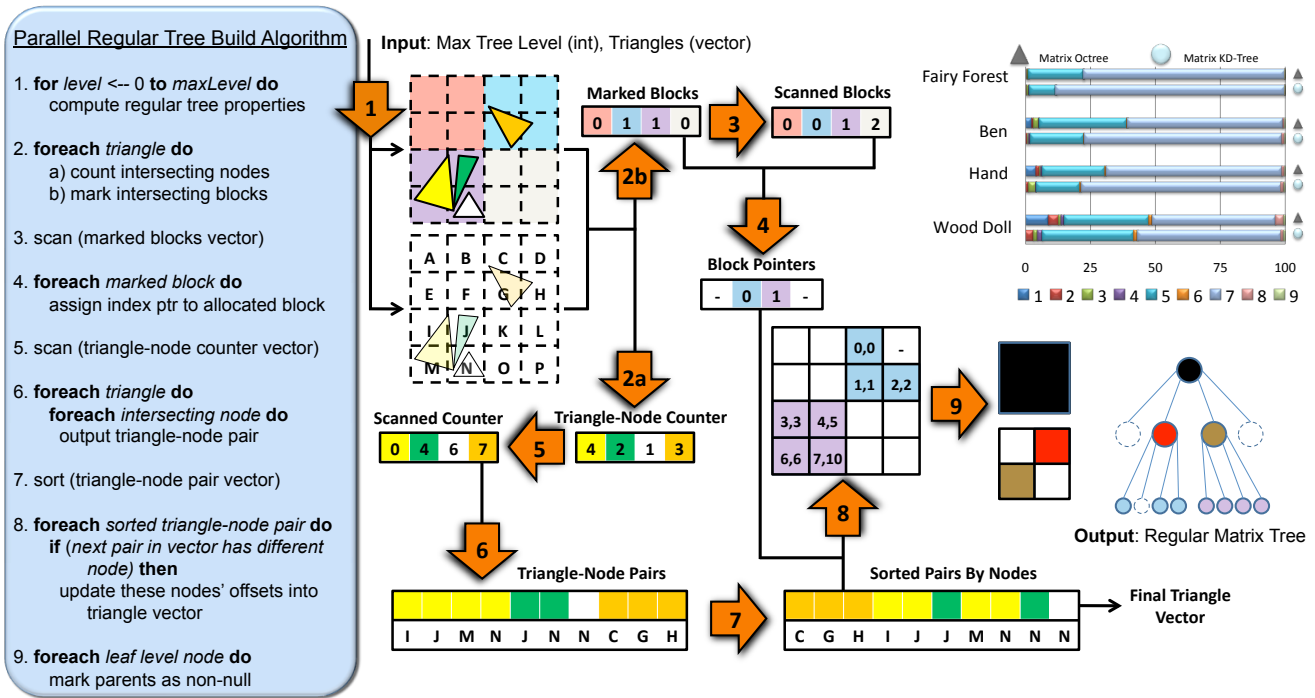 Parallel Regular Tree Build Algorithm
1. for level <-- 0 to maxLevel do
compute regular tree properties
2. foreach triangle do
a) count intersecting nodes
b) mark intersecting blocks
3. scan (marked blocks vector)
4. foreach marked block do
assign index ptr to allocated block
5. scan (triangle-node counter vector)
6. foreach triangle do
foreach intersecting node do
output triangle-node pair
7. sort (triangle-node pair vector)
8. foreach sorted triangle-node pair do
if (next pair in vector has different
node) then
update these nodes' offsets into
triangle vector
9. foreach leaf level node do
mark parents as non-null
Input: Max Tree Level (int), Triangles (vector)
1
Marked Blocks
0 1 1 0
3
Scanned Blocks
0 0 1 2
2b
4
A B C D
E F G H
I J K L
M N O P
Block Pointers
- 0 1 -
2a
Scanned Counter
0 4 6 7
5
Triangle-Node Counter
4 2 1 3
0,0 -
1,1 2,2
3,3 4,5
6,6 7,10
9
8
6
Triangle-Node Pairs
I J M N J N N C G H
7
Sorted Pairs By Nodes
C G H I J J M N N N
Final Triangle
Vector
Matrix Octree
Matrix KD-Tree
Fairy Forest
Ben
Hand
Wood Doll
0 25 50 75 100
1 2 3 4 5 6 7 8 9
Output: Regular Matrix Tree